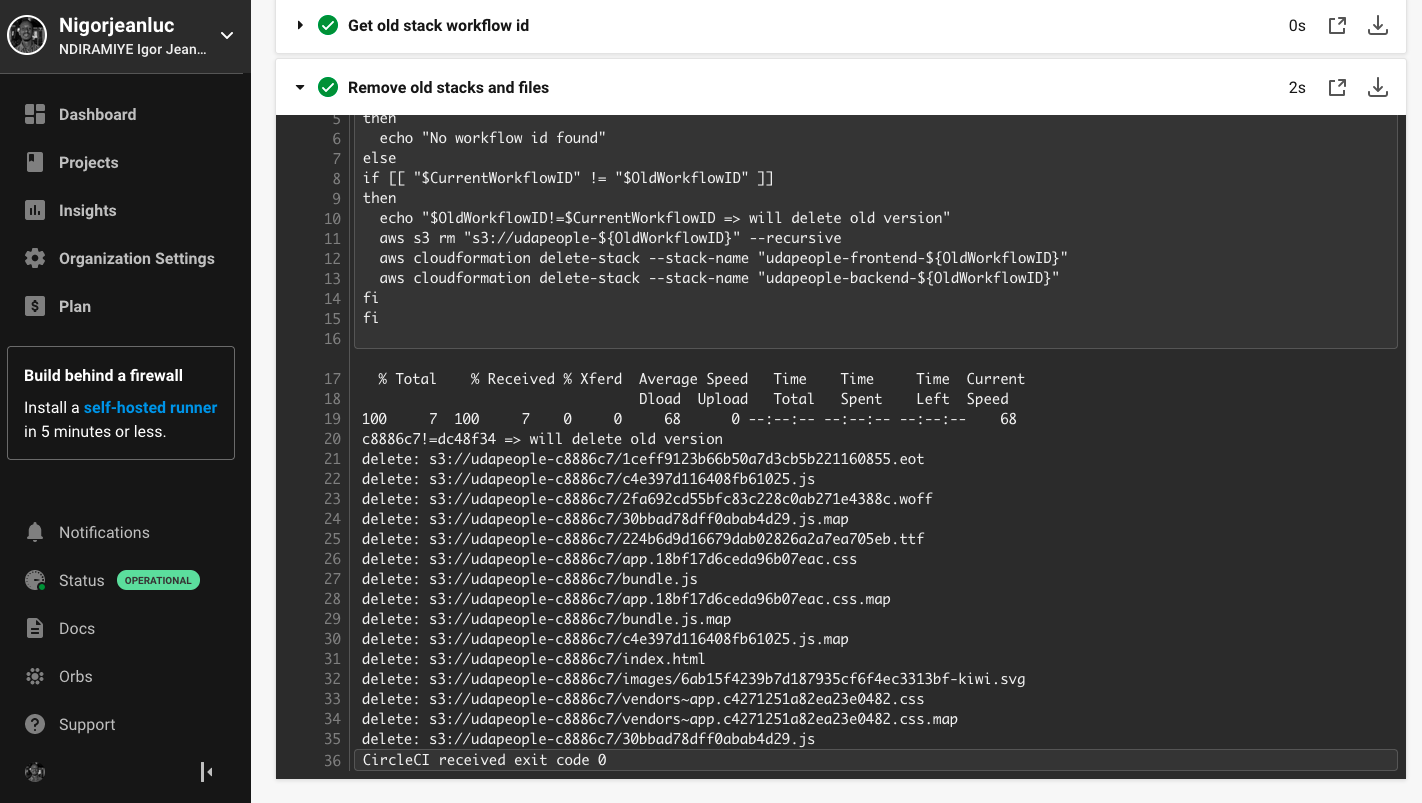 Nigorjeanluc
NDIRAMIYE Igor Jean...
Dashboard
Projects
Insights
Organization Settings
Plan
Build behind a firewall
Install a self-hosted runner
in 5 minutes or less.
Notifications
Status OPERATIONAL
Docs
Orbs
Support
Get old stack workflow id 0s
Remove old stacks and files 2s
5 then
6   echo "No workflow id found"
7 else
8 if [[ "$CurrentWorkflowID" != "$OldWorkflowID" ]]
9 then
10   echo "$OldWorkflowID!=$CurrentWorkflowID => will delete old version"
11   aws s3 rm "s3://udapeople-${OldWorkflowID}" --recursive
12   aws cloudformation delete-stack --stack-name "udapeople-frontend-${OldWorkflowID}"
13   aws cloudformation delete-stack --stack-name "udapeople-backend-${OldWorkflowID}"
14 fi
15 fi
16
17   % Total    % Received % Xferd  Average Speed   Time    Time     Time  Current
18                                  Dload  Upload   Total   Spent    Left  Speed
19 100     7  100     7    0     0     68      0 --:--:-- --:--:-- --:--:--    68
20 c8886c7!=dc48f34 => will delete old version
21 delete: s3://udapeople-c8886c7/1ceff9123b66b50a7d3cb5b221160855.eot
22 delete: s3://udapeople-c8886c7/c4e397d116408fb61025.js
23 delete: s3://udapeople-c8886c7/2fa692cd55bfc83c228c0ab271e4388c.woff
24 delete: s3://udapeople-c8886c7/30bbad78dff0abab4d29.js.map
25 delete: s3://udapeople-c8886c7/224b6d9d16679dab02826a2a7ea705eb.ttf
26 delete: s3://udapeople-c8886c7/app.18bf17d6ceda96b07eac.css
27 delete: s3://udapeople-c8886c7/bundle.js
28 delete: s3://udapeople-c8886c7/app.18bf17d6ceda96b07eac.css.map
29 delete: s3://udapeople-c8886c7/bundle.js.map
30 delete: s3://udapeople-c8886c7/c4e397d116408fb61025.js.map
31 delete: s3://udapeople-c8886c7/index.html
32 delete: s3://udapeople-c8886c7/images/6ab15f4239b7d187935cf6f4ec3313bf-kiwi.svg
33 delete: s3://udapeople-c8886c7/vendors~app.c4271251a82ea23e0482.css
34 delete: s3://udapeople-c8886c7/vendors~app.c4271251a82ea23e0482.css.map
35 delete: s3://udapeople-c8886c7/30bbad78dff0abab4d29.js
36 CircleCI received exit code 0